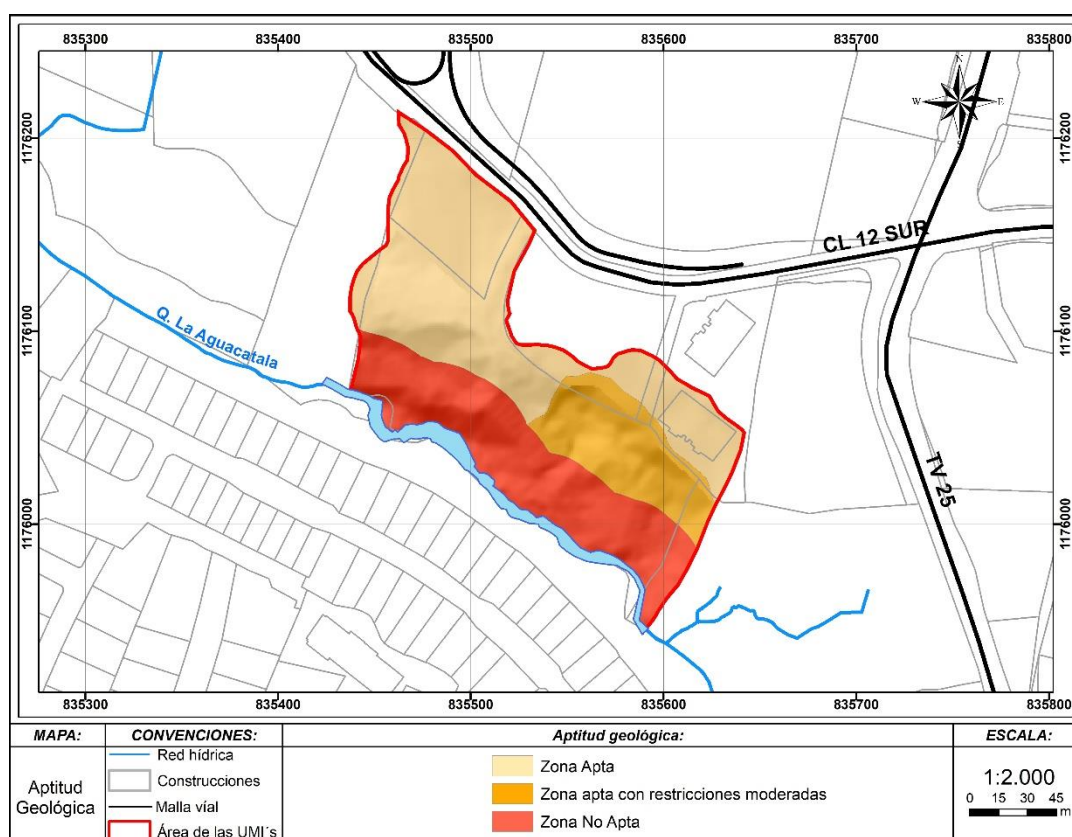 835300 835400 835500 835600 835700 835800
N
W E
S
1176200 1176200
CL 12 SUR
1176100 1176100
Q. La Aguacatala
TV 25
1176000 1176000
835300 835400 835500 835600 835700 835800
MAPA: CONVENCIONES: Aptitud geológica: ESCALA:
Red hídrica
Zona Apta
Aptitud Construcciones 1:2.000
Geológica Zona apta con restricciones moderadas
Malla víal 0 15 30 45
m
Área de las UMI´s Zona No Apta